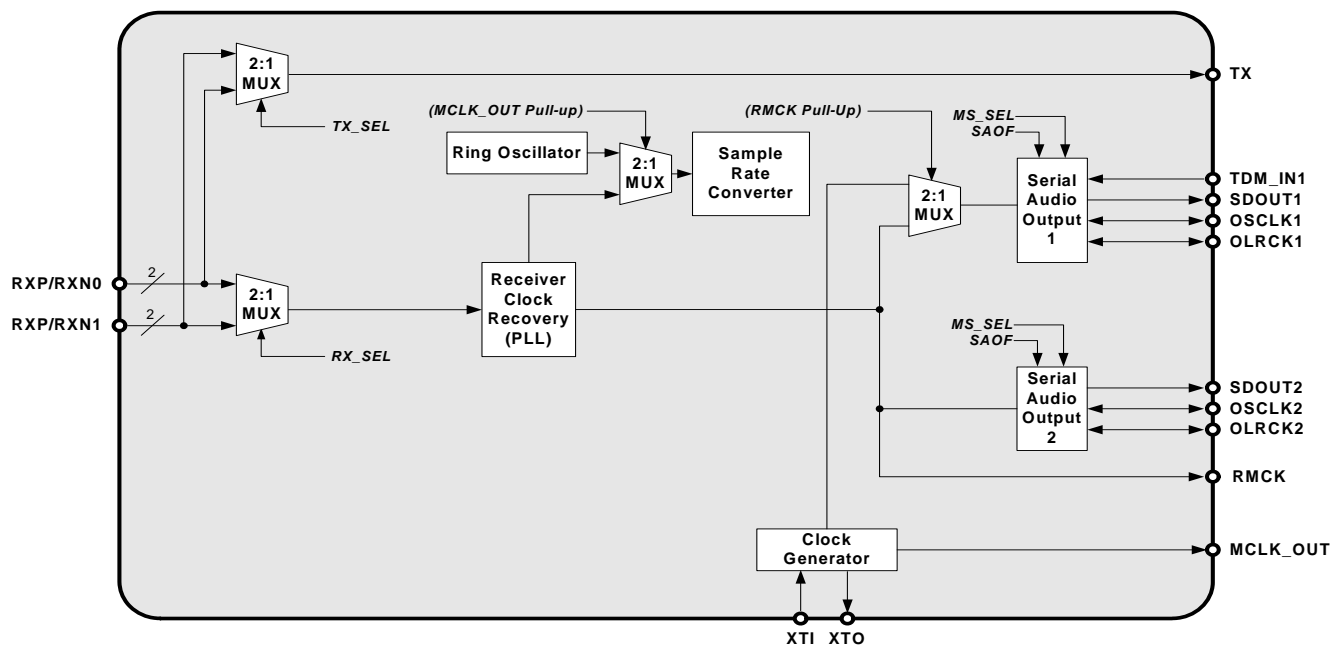 2:1
MUX
TX
TX_SEL
(MCLK_OUT Pull-up)
(RMCK Pull-Up)
MS_SEL
SAOF
Ring Oscillator
2:1
MUX
Sample
Rate
Converter
2:1
MUX
Serial
Audio
Output
1
TDM_IN1
SDOUT1
OSCLK1
OLRCK1
RXP/RXN0
2
RXP/RXN1
2
2:1
MUX
RX_SEL
Receiver
Clock
Recovery
(PLL)
MS_SEL
SAOF
Serial
Audio
Output
2
SDOUT2
OSCLK2
OLRCK2
RMCK
Clock
Generator
MCLK_OUT
XTI
XTO